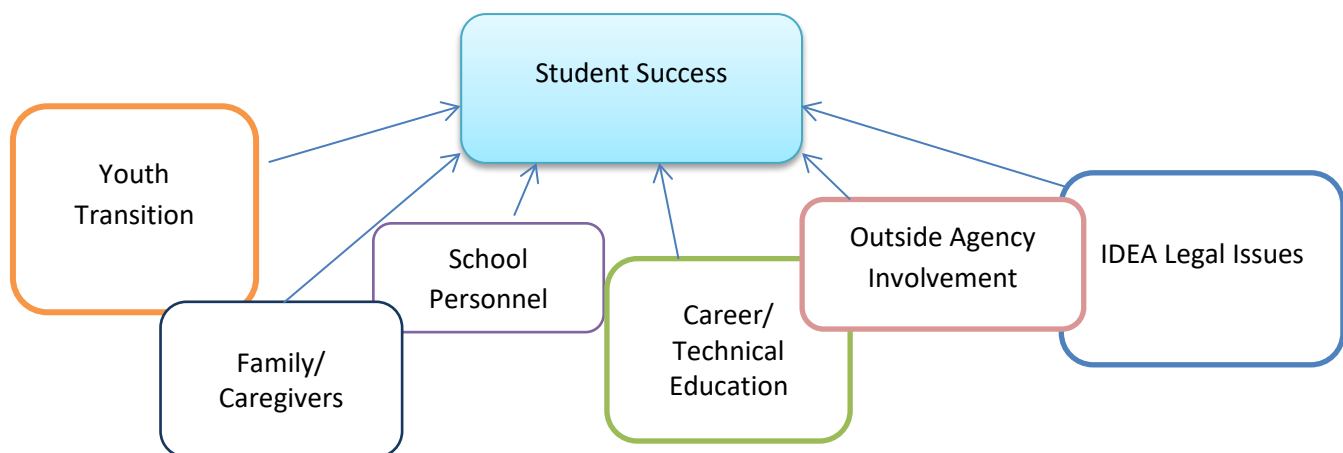 Student Success
Youth
Transition
Family/
Caregivers
School
Personnel
Career/
Technical
Education
Outside Agency
Involvement
IDEA Legal Issues